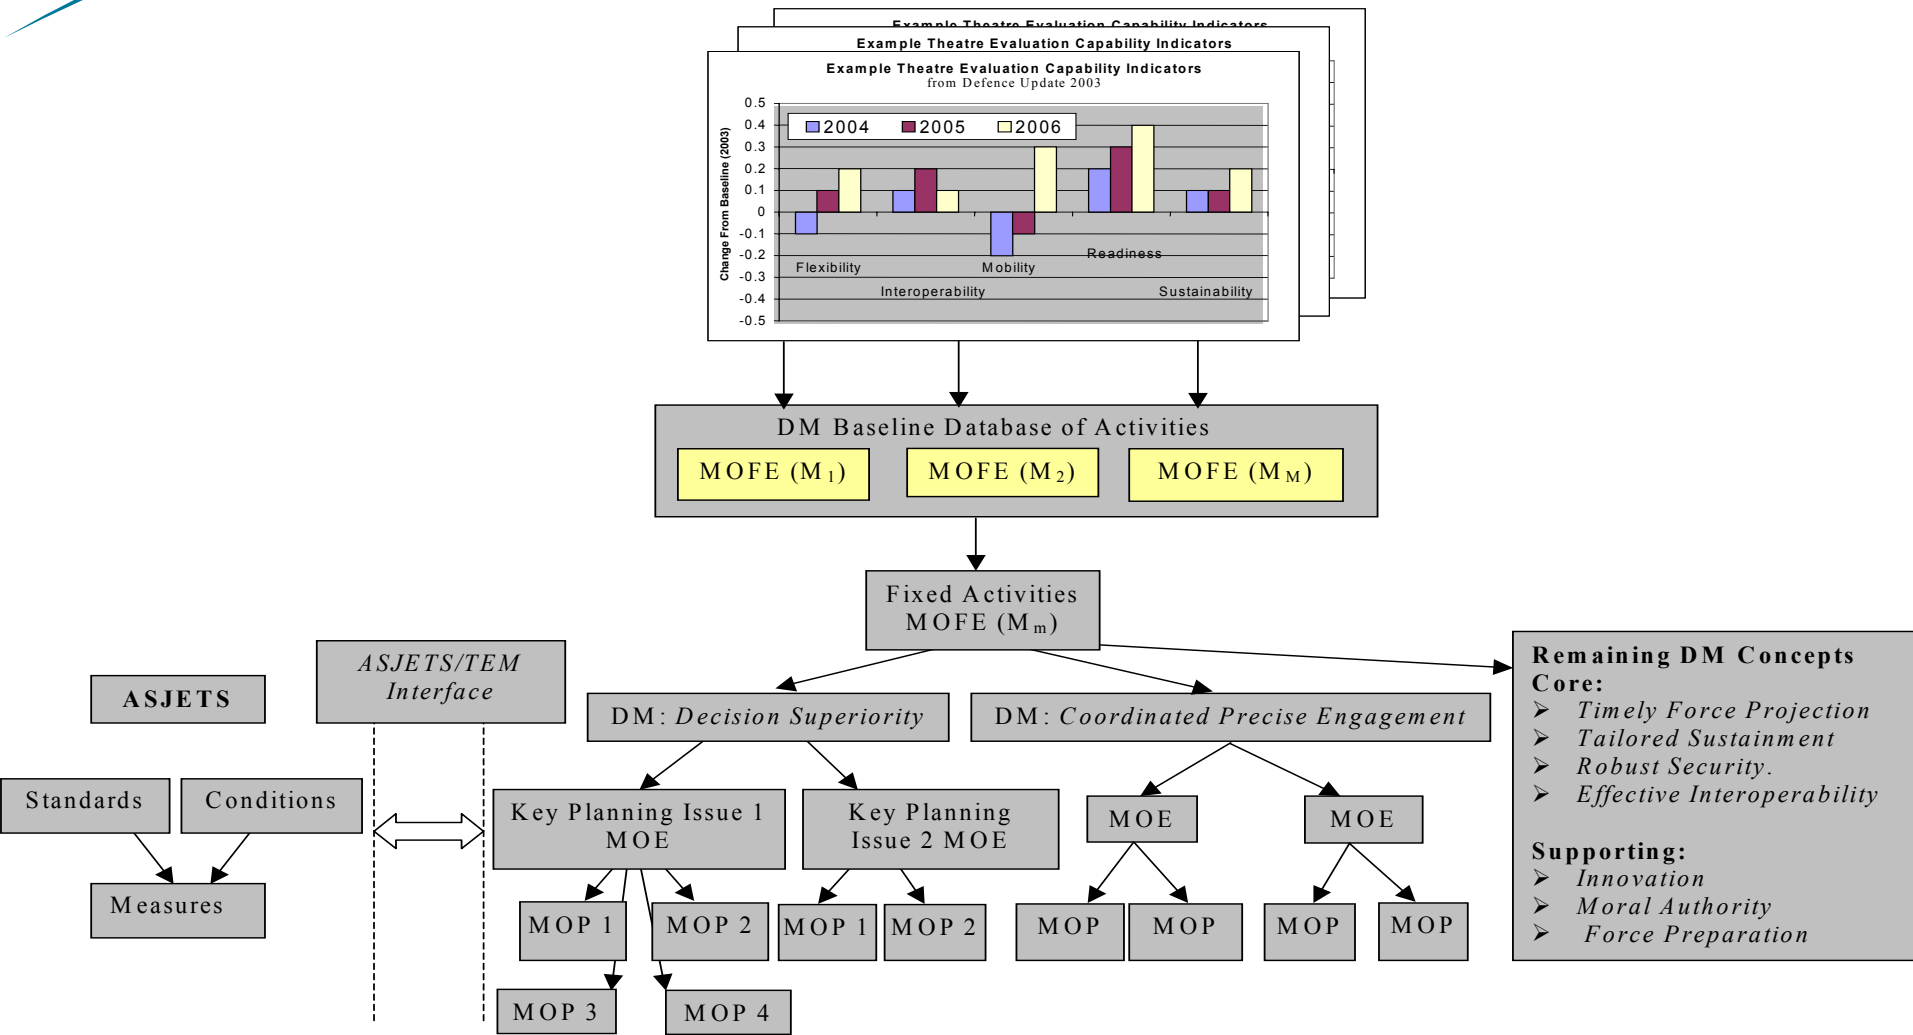 Example Theatre Evaluation Capability Indicators
Example Theatre Evaluation Capability Indicators
Example Theatre Evaluation Capability Indicators
from Defence Update 2003
Change From Baseline (2003)
0.5
0.4
0.3
0.2
0.1
0
-0.1
-0.2
-0.3
-0.4
-0.5
2004 2005 2006
Readiness
Flexibility Mobility
Interoperability Sustainability
DM Baseline Database of Activities
MOFE (M1) MOFE (M2) MOFE (MM)
Fixed Activities
MOFE (Mm)
ASJETS
ASJETS/TEM
Interface
Standards Conditions
Measures
DM: Decision Superiority DM: Coordinated Precise Engagement
Key Planning Issue 1
MOE
Key Planning
Issue 2 MOE
MOE MOE
MOP 1 MOP 2 MOP 1 MOP 2 MOP MOP MOP MOP
MOP 3 MOP 4
Remaining DM Concepts
Core:
➢ Timely Force Projection
➢ Tailored Sustainment
➢ Robust Security.
➢ Effective Interoperability
Supporting:
➢ Innovation
➢ Moral Authority
➢ Force Preparation